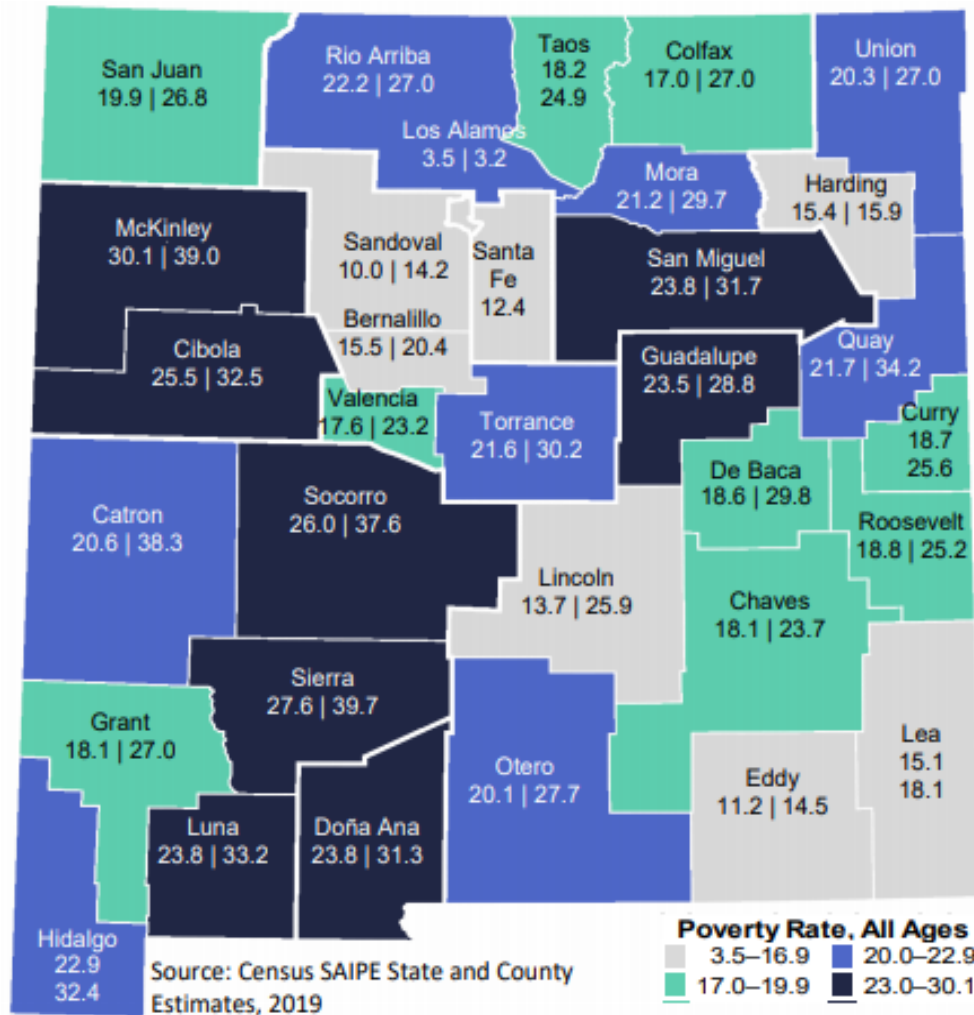 San Juan
19.9 | 26.8
Rio Arriba
22.2 | 27.0
Taos
18.2
24.9
Colfax
17.0 | 27.0
Union
20.3 | 27.0
Los Alamos
3.5 | 3.2
Mora
21.2 | 29.7
Harding
15.4 | 15.9
McKinley
30.1 | 39.0
Sandoval
10.0 | 14.2
Santa
Fe
12.4
San Miguel
23.8 | 31.7
Bernalillo
15.5 | 20.4
Cibola
25.5 | 32.5
Guadalupe
23.5 | 28.8
Quay
21.7 | 34.2
Valencia
17.6 | 23.2
Torrance
21.6 | 30.2
Curry
18.7
25.6
De Baca
18.6 | 29.8
Catron
20.6 | 38.3
Socorro
26.0 | 37.6
Roosevelt
18.8 | 25.2
Lincoln
13.7 | 25.9
Chaves
18.1 | 23.7
Sierra
27.6 | 39.7
Grant
18.1 | 27.0
Otero
20.1 | 27.7
Eddy
11.2 | 14.5
Lea
15.1
18.1
Luna
23.8 | 33.2
Doña Ana
23.8 | 31.3
Hidalgo
22.9
32.4
Source: Census SAIPE State and County
Estimates, 2019
Poverty Rate, All Ages
3.5–16.9
20.0–22.9
17.0–19.9
23.0–30.1